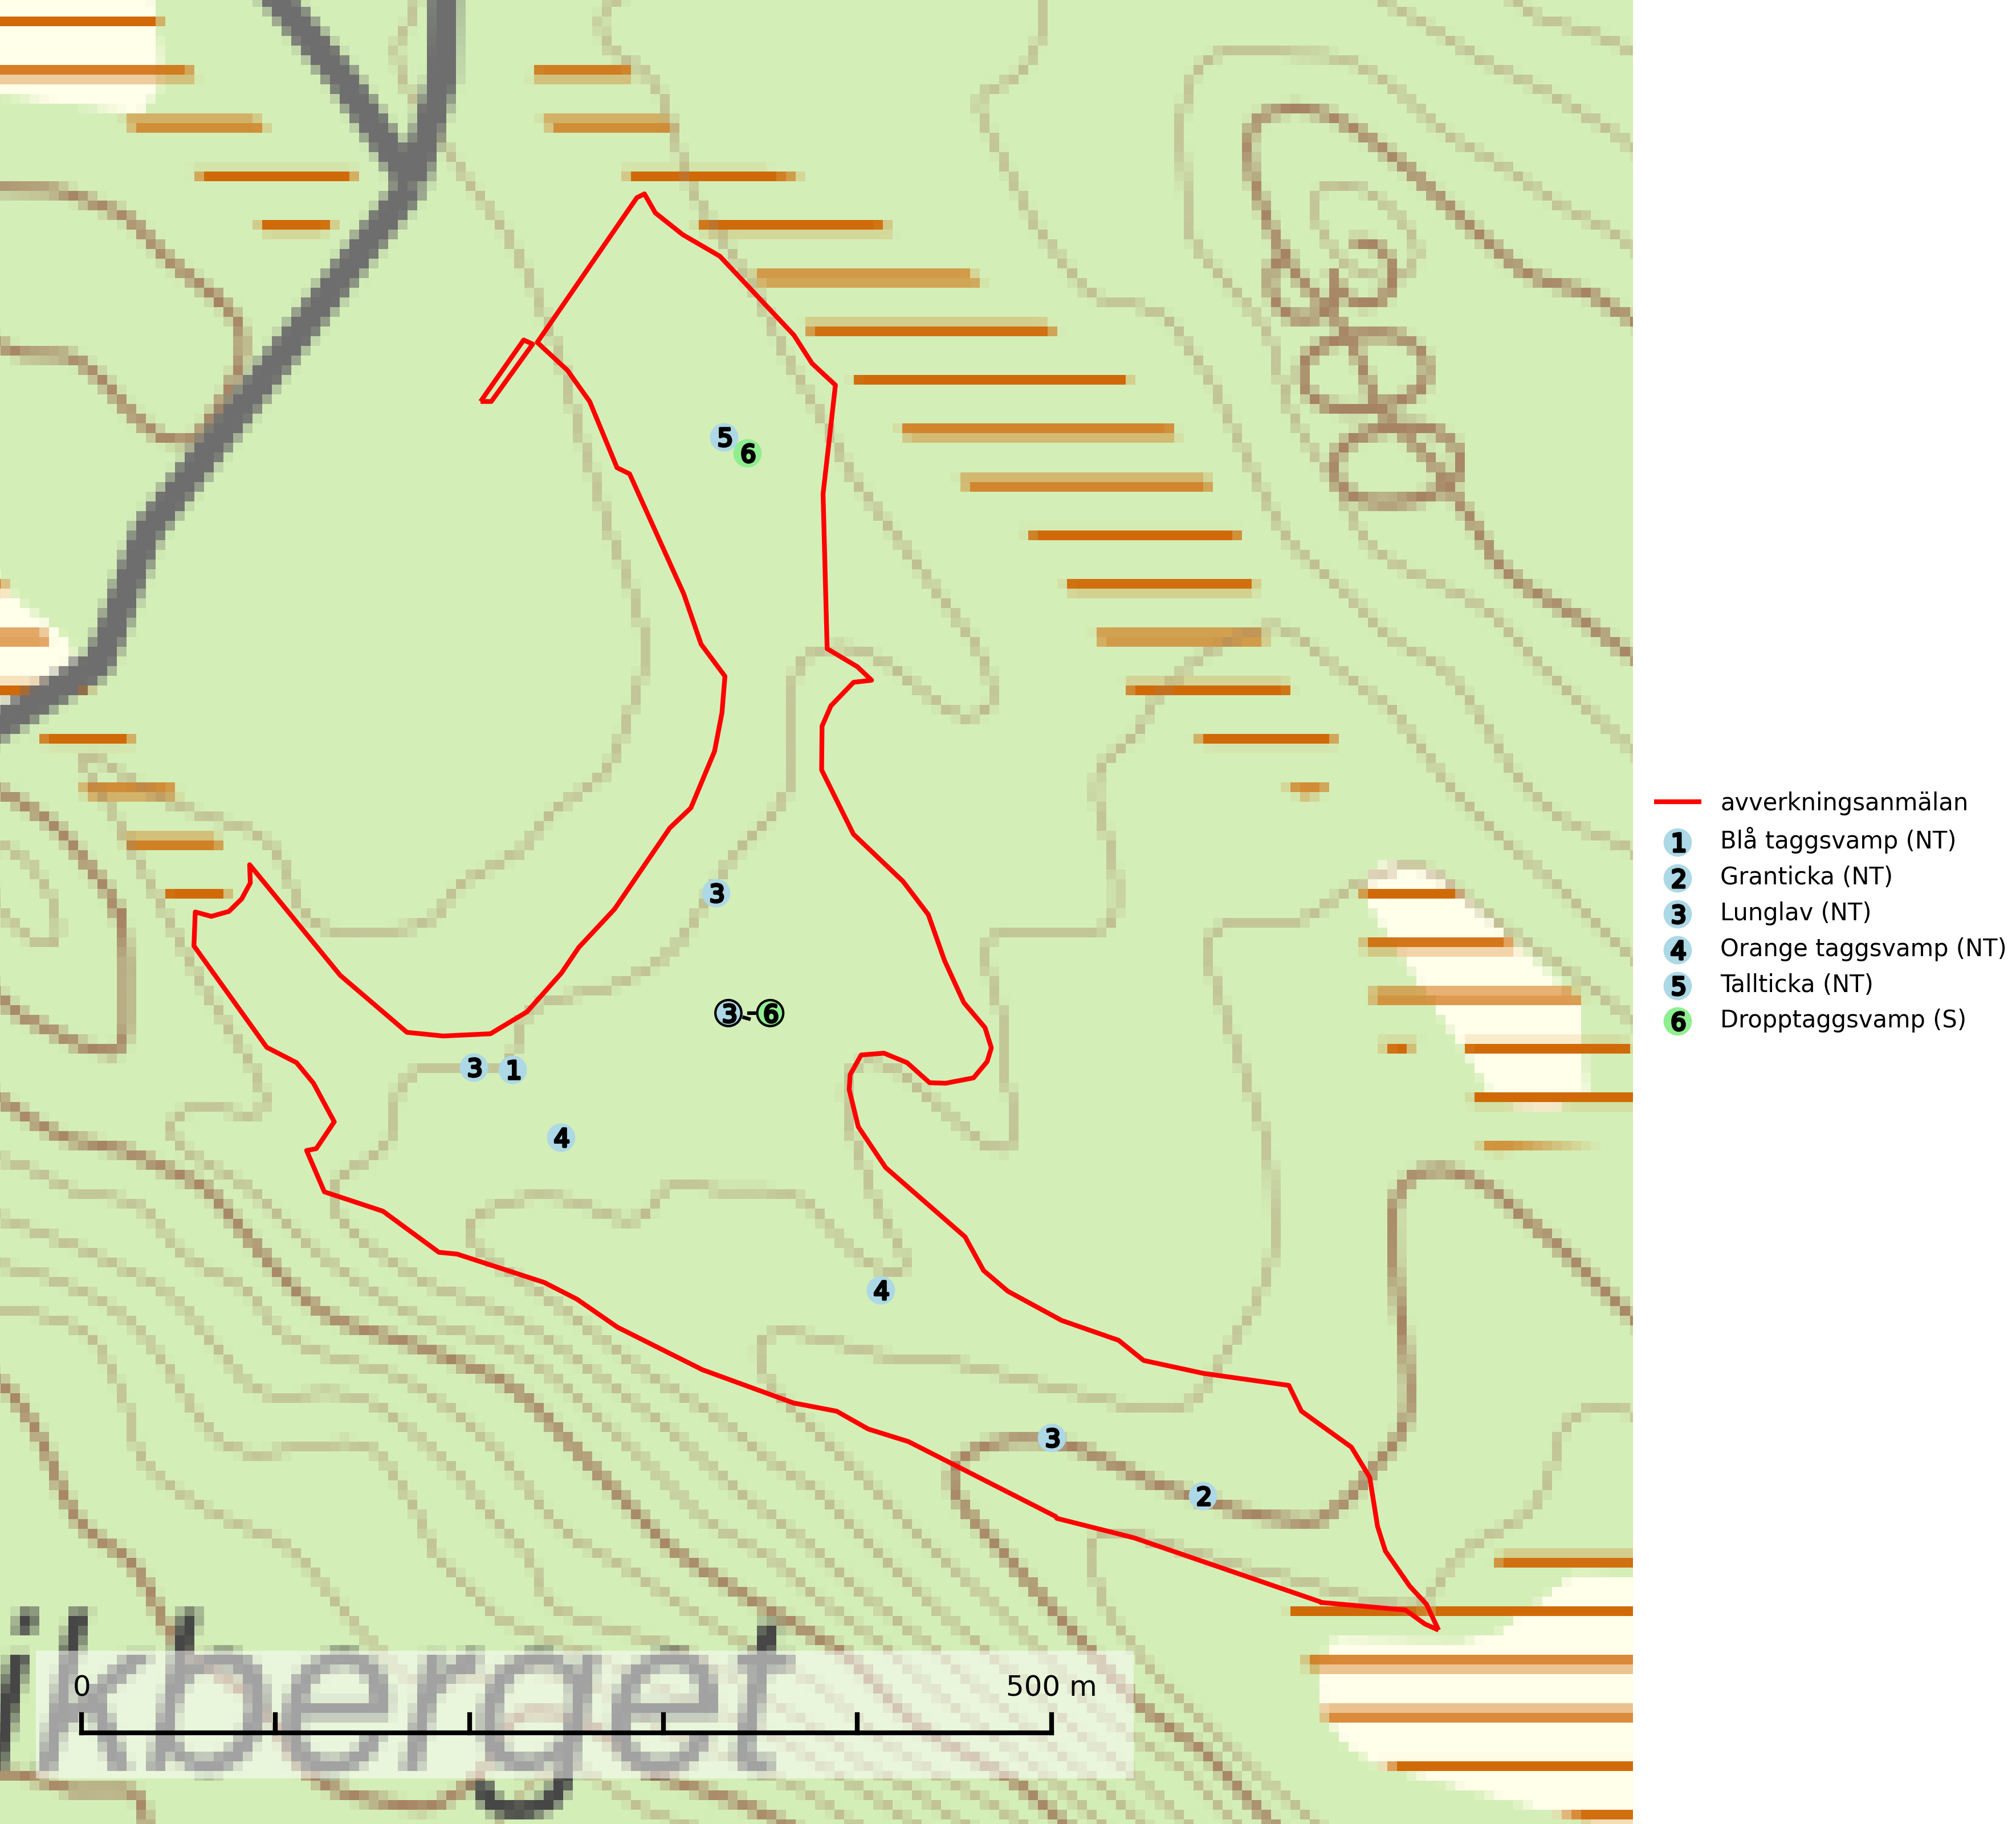 5
6
3
3-6
3 1
4
4
3
2
ikberget
0 500 m
avverkningsanmälan
1 Blå taggsvamp (NT)
2 Granticka (NT)
3 Lunglav (NT)
4 Orange taggsvamp (NT)
5 Tallticka (NT)
6 Dropptaggsvamp (S)